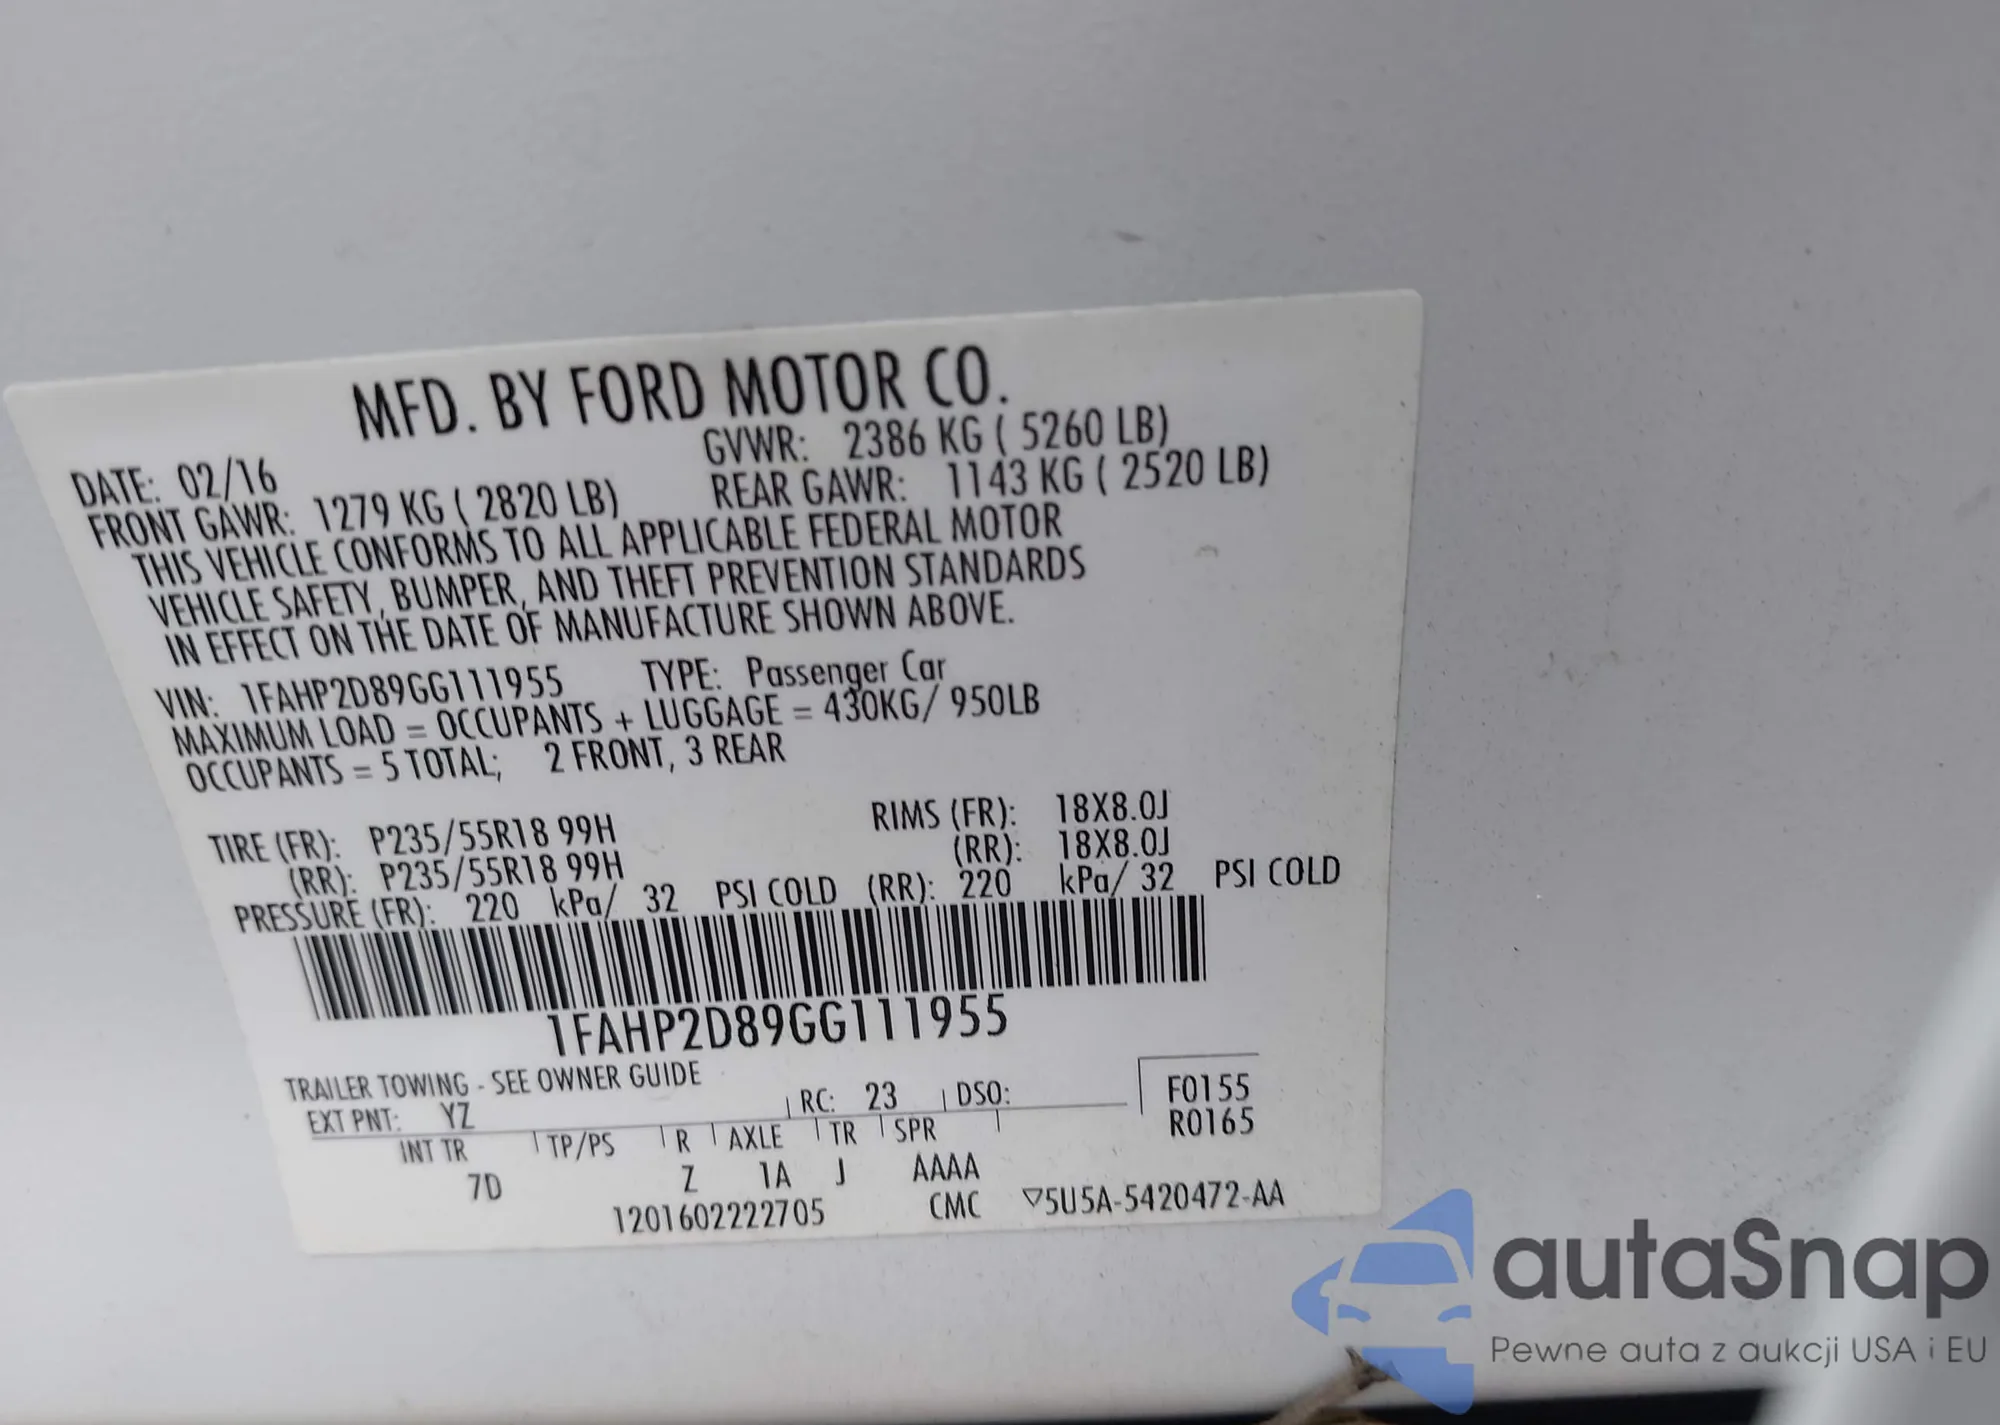 MFD. BY FORD MOTOR CO.
DATE: 02/16 GVWR: 2386 KG ( 5260 LB)
FRONT GAWR: 1279 KG ( 2820 LB) REAR GAWR: 1143 KG ( 2520 LB)
THIS VEHICLE CONFORMS TO ALL APPLICABLE FEDERAL MOTOR
VEHICLE SAFETY, BUMPER, AND THEFT PREVENTION STANDARDS
IN EFFECT ON THE DATE OF MANUFACTURE SHOWN ABOVE.
VIN: 1FAHP2D89GG111955 TYPE: Passenger Car
MAXIMUM LOAD = OCCUPANTS + LUGGAGE = 430KG/ 950LB
OCCUPANTS = 5 TOTAL; 2 FRONT, 3 REAR
TIRE (FR): P235/55R18 99H RIMS (FR): 18X8.0J
(RR): P235/55R18 99H (RR): 18X8.0J
PRESSURE (FR): 220 kPa/ 32 PSI COLD (RR): 220 kPa/ 32 PSI COLD
1FAHP2D89GG111955
TRAILER TOWING - SEE OWNER GUIDE
EXT PNT: YZ RC: 23 DSO: F0155
R0165
INT TR TP/PS R AXLE TR SPR
7D Z 1A J AAAA
1201602222705 CMC ▽5U5A-5420472-AA
autaSnap
Pewne auta z aukcji USA i EU